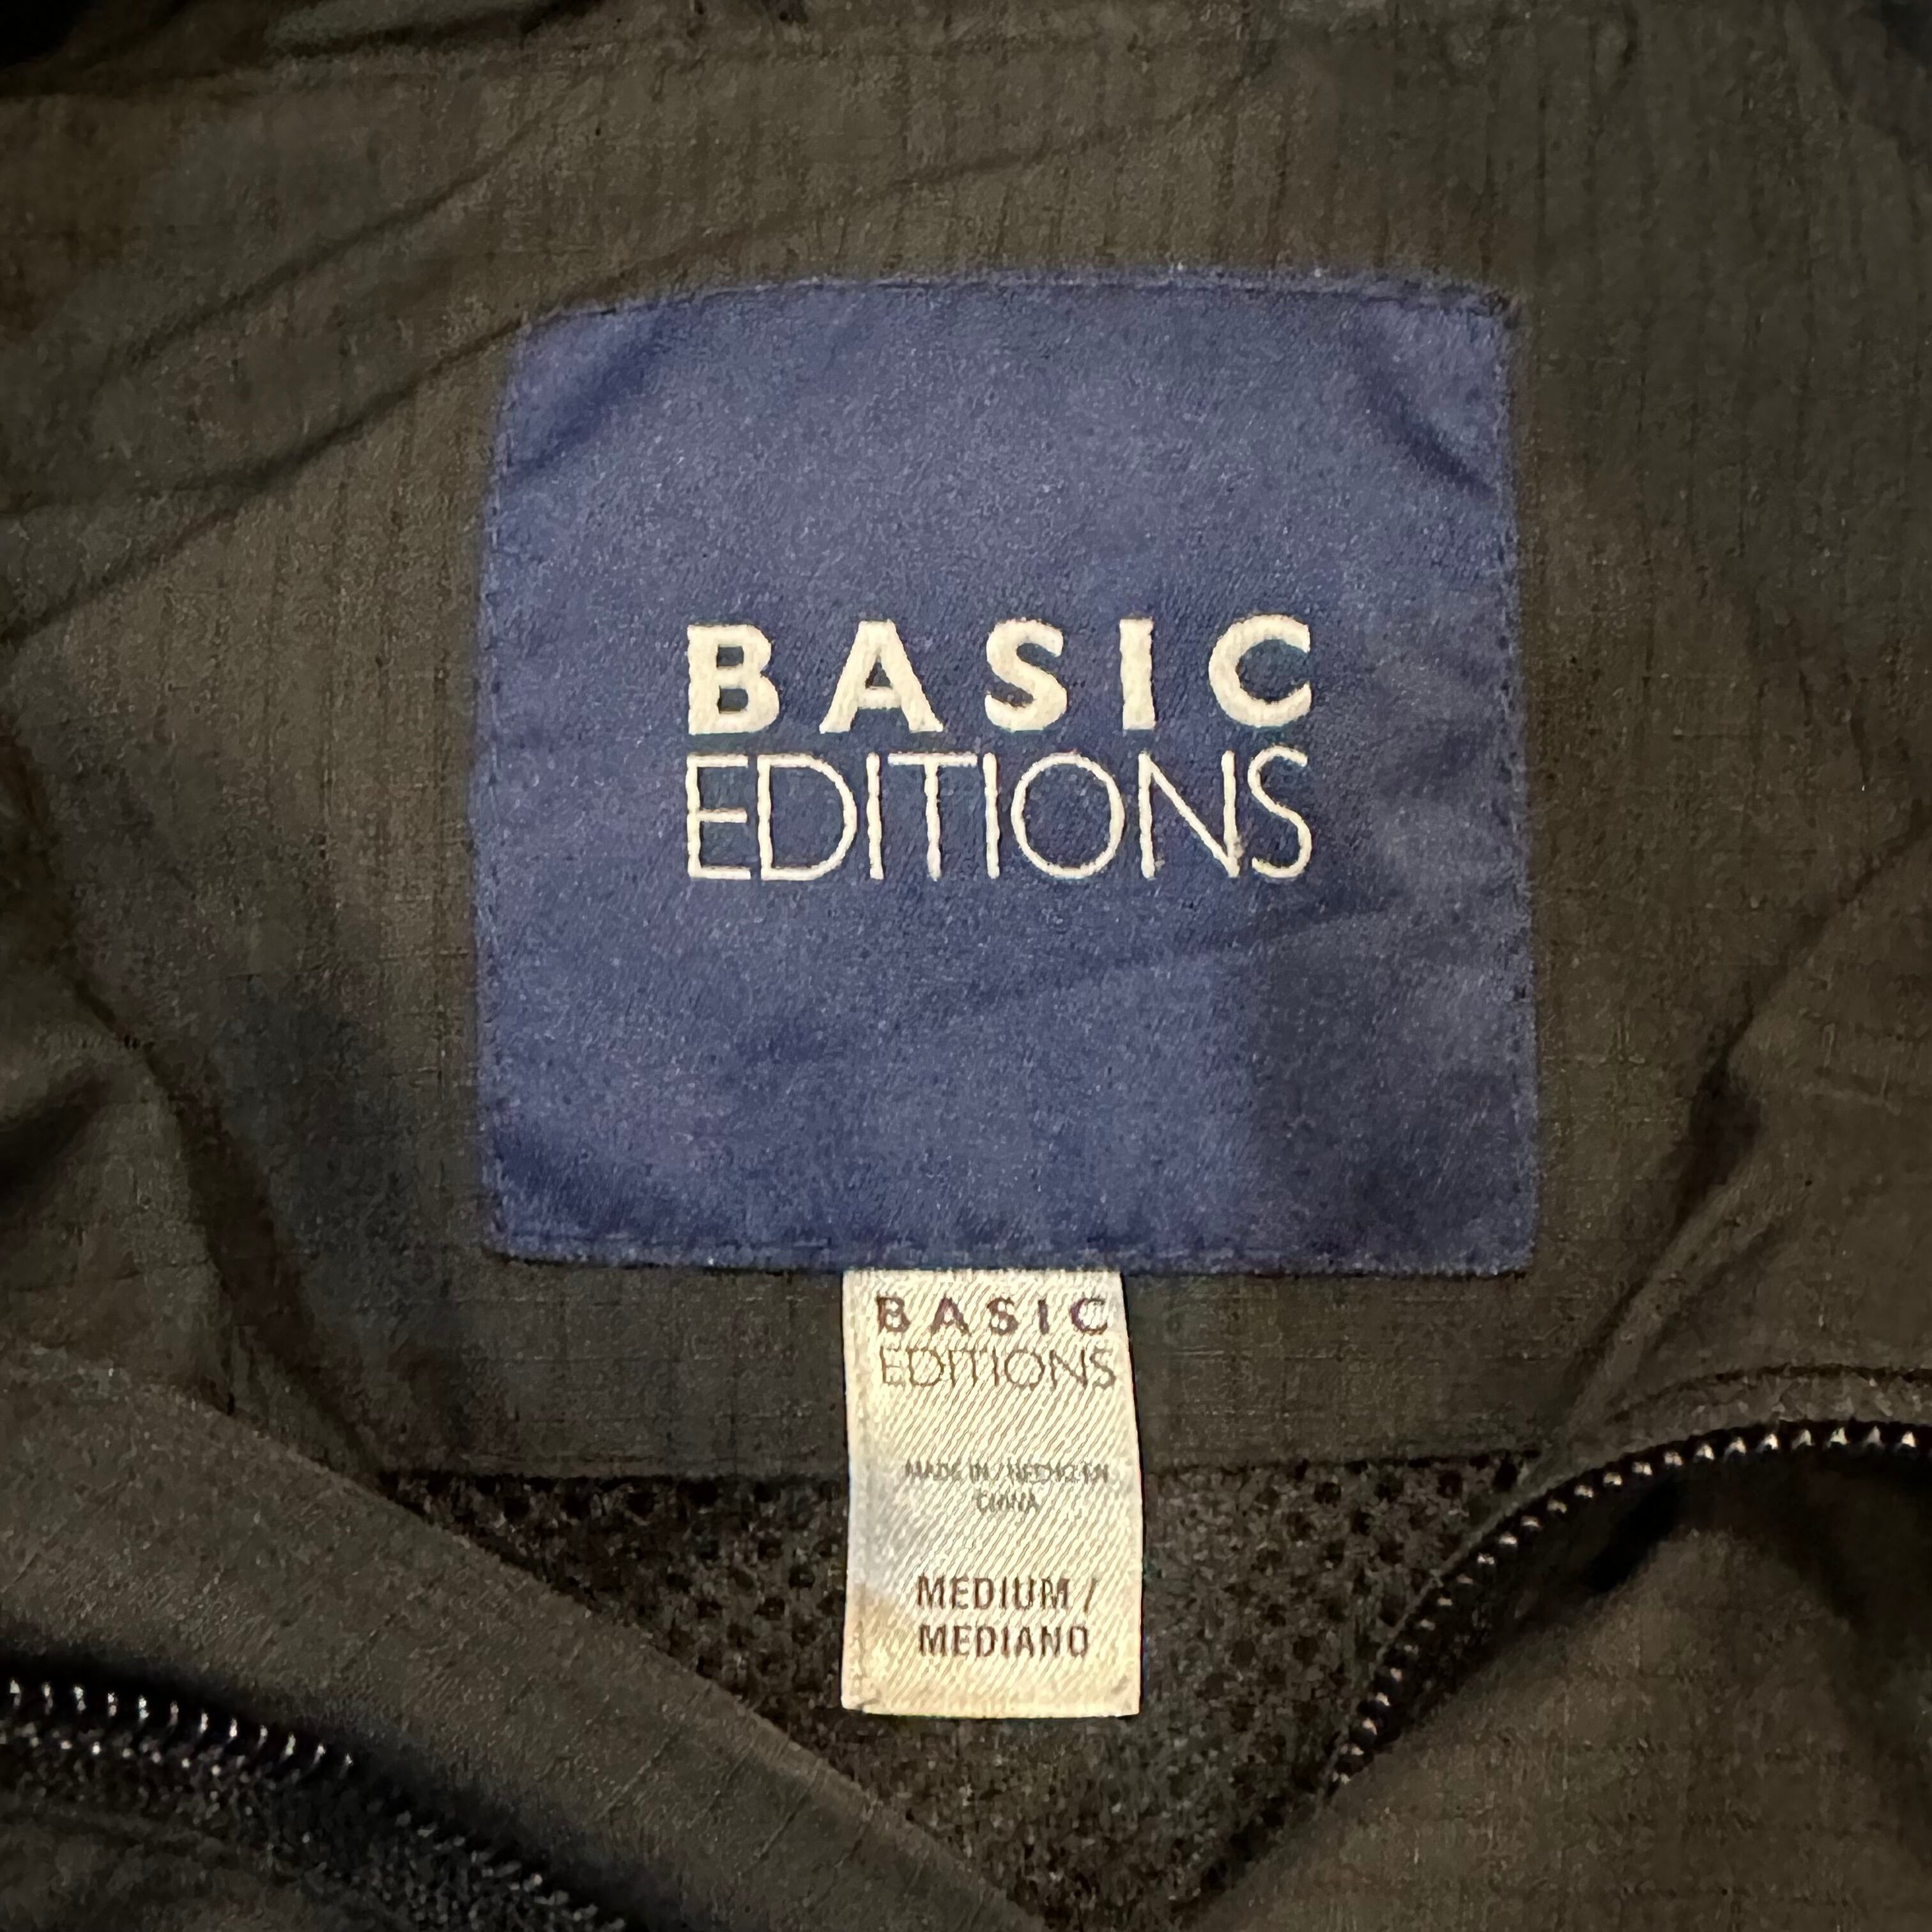 BASIC
EDITIONS
BASIC
EDITIONS
MADE IN / HECHO EN
CHINA
MEDIUM /
MEDIANO